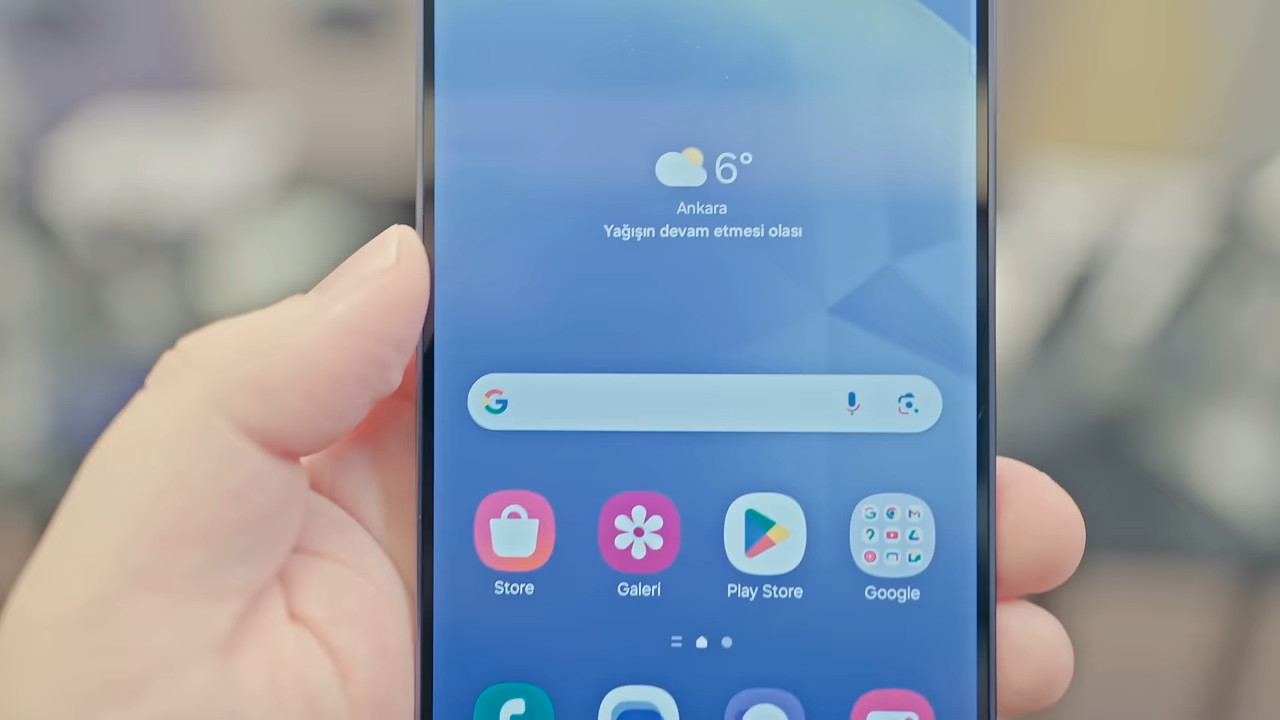 6°
Ankara
Yağışın devam etmesi olası
Store
Galeri
Play Store
Google